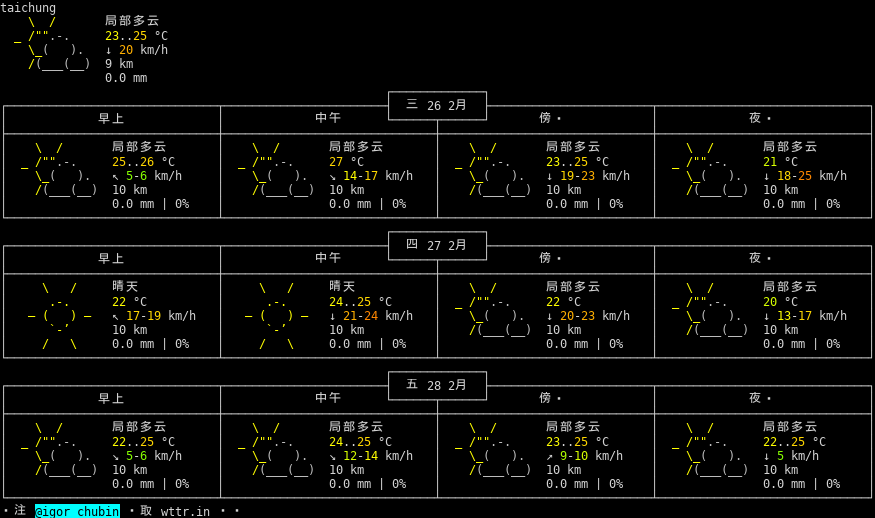 taichung
局部多云
23..25 °C
↓ 20 km/h
9 km
0.0 mm
三 26 2月
早上 中午 傍・ 夜・
局部多云 局部多云 局部多云 局部多云
25..26 °C 27 °C 23..25 °C 21 °C
↖ 5-6 km/h ↘ 14-17 km/h ↓ 19-23 km/h ↓ 18-25 km/h
10 km 10 km 10 km 10 km
0.0 mm | 0% 0.0 mm | 0% 0.0 mm | 0% 0.0 mm | 0%
四 27 2月
早上 中午 傍・ 夜・
晴天 晴天 局部多云 局部多云
22 °C 24..25 °C 22 °C 20 °C
↖ 17-19 km/h ↓ 21-24 km/h ↓ 20-23 km/h ↓ 13-17 km/h
10 km 10 km 10 km 10 km
0.0 mm | 0% 0.0 mm | 0% 0.0 mm | 0% 0.0 mm | 0%
五 28 2月
早上 中午 傍・ 夜・
局部多云 局部多云 局部多云 局部多云
22..25 °C 24..25 °C 23..25 °C 22..25 °C
↘ 5-6 km/h ↘ 12-14 km/h ↗ 9-10 km/h ↓ 5 km/h
10 km 10 km 10 km 10 km
0.0 mm | 0% 0.0 mm | 0% 0.0 mm | 0% 0.0 mm | 0%
・注 @igor_chubin ・取 wttr.in ・・